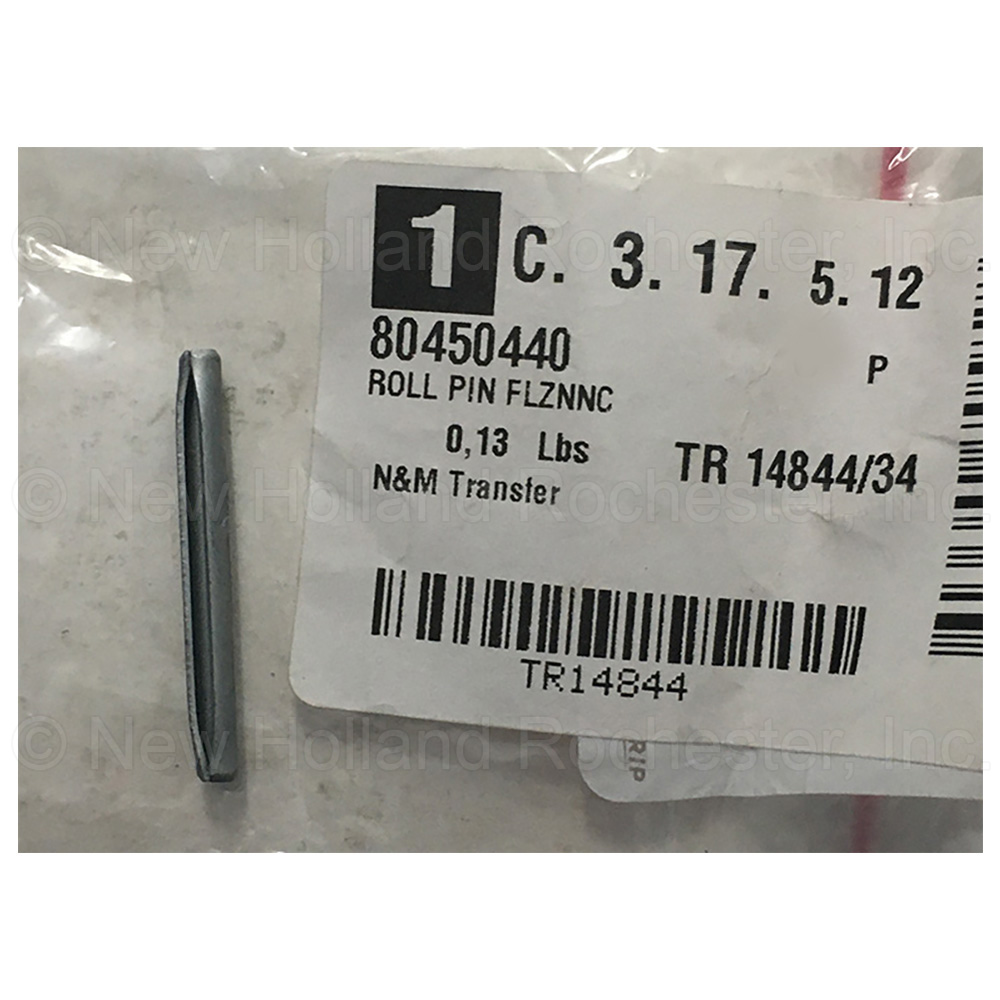 1 C. 3. 17. 5. 12
80450440
P
ROLL PIN FLZNNC
0,13 Lbs
TR 14844/34
N&M Transfer
TR14844
RIP
© New Holland Rochester, Inc.
© New Holland Rochester, Inc.
© New Holland Rochester, Inc.